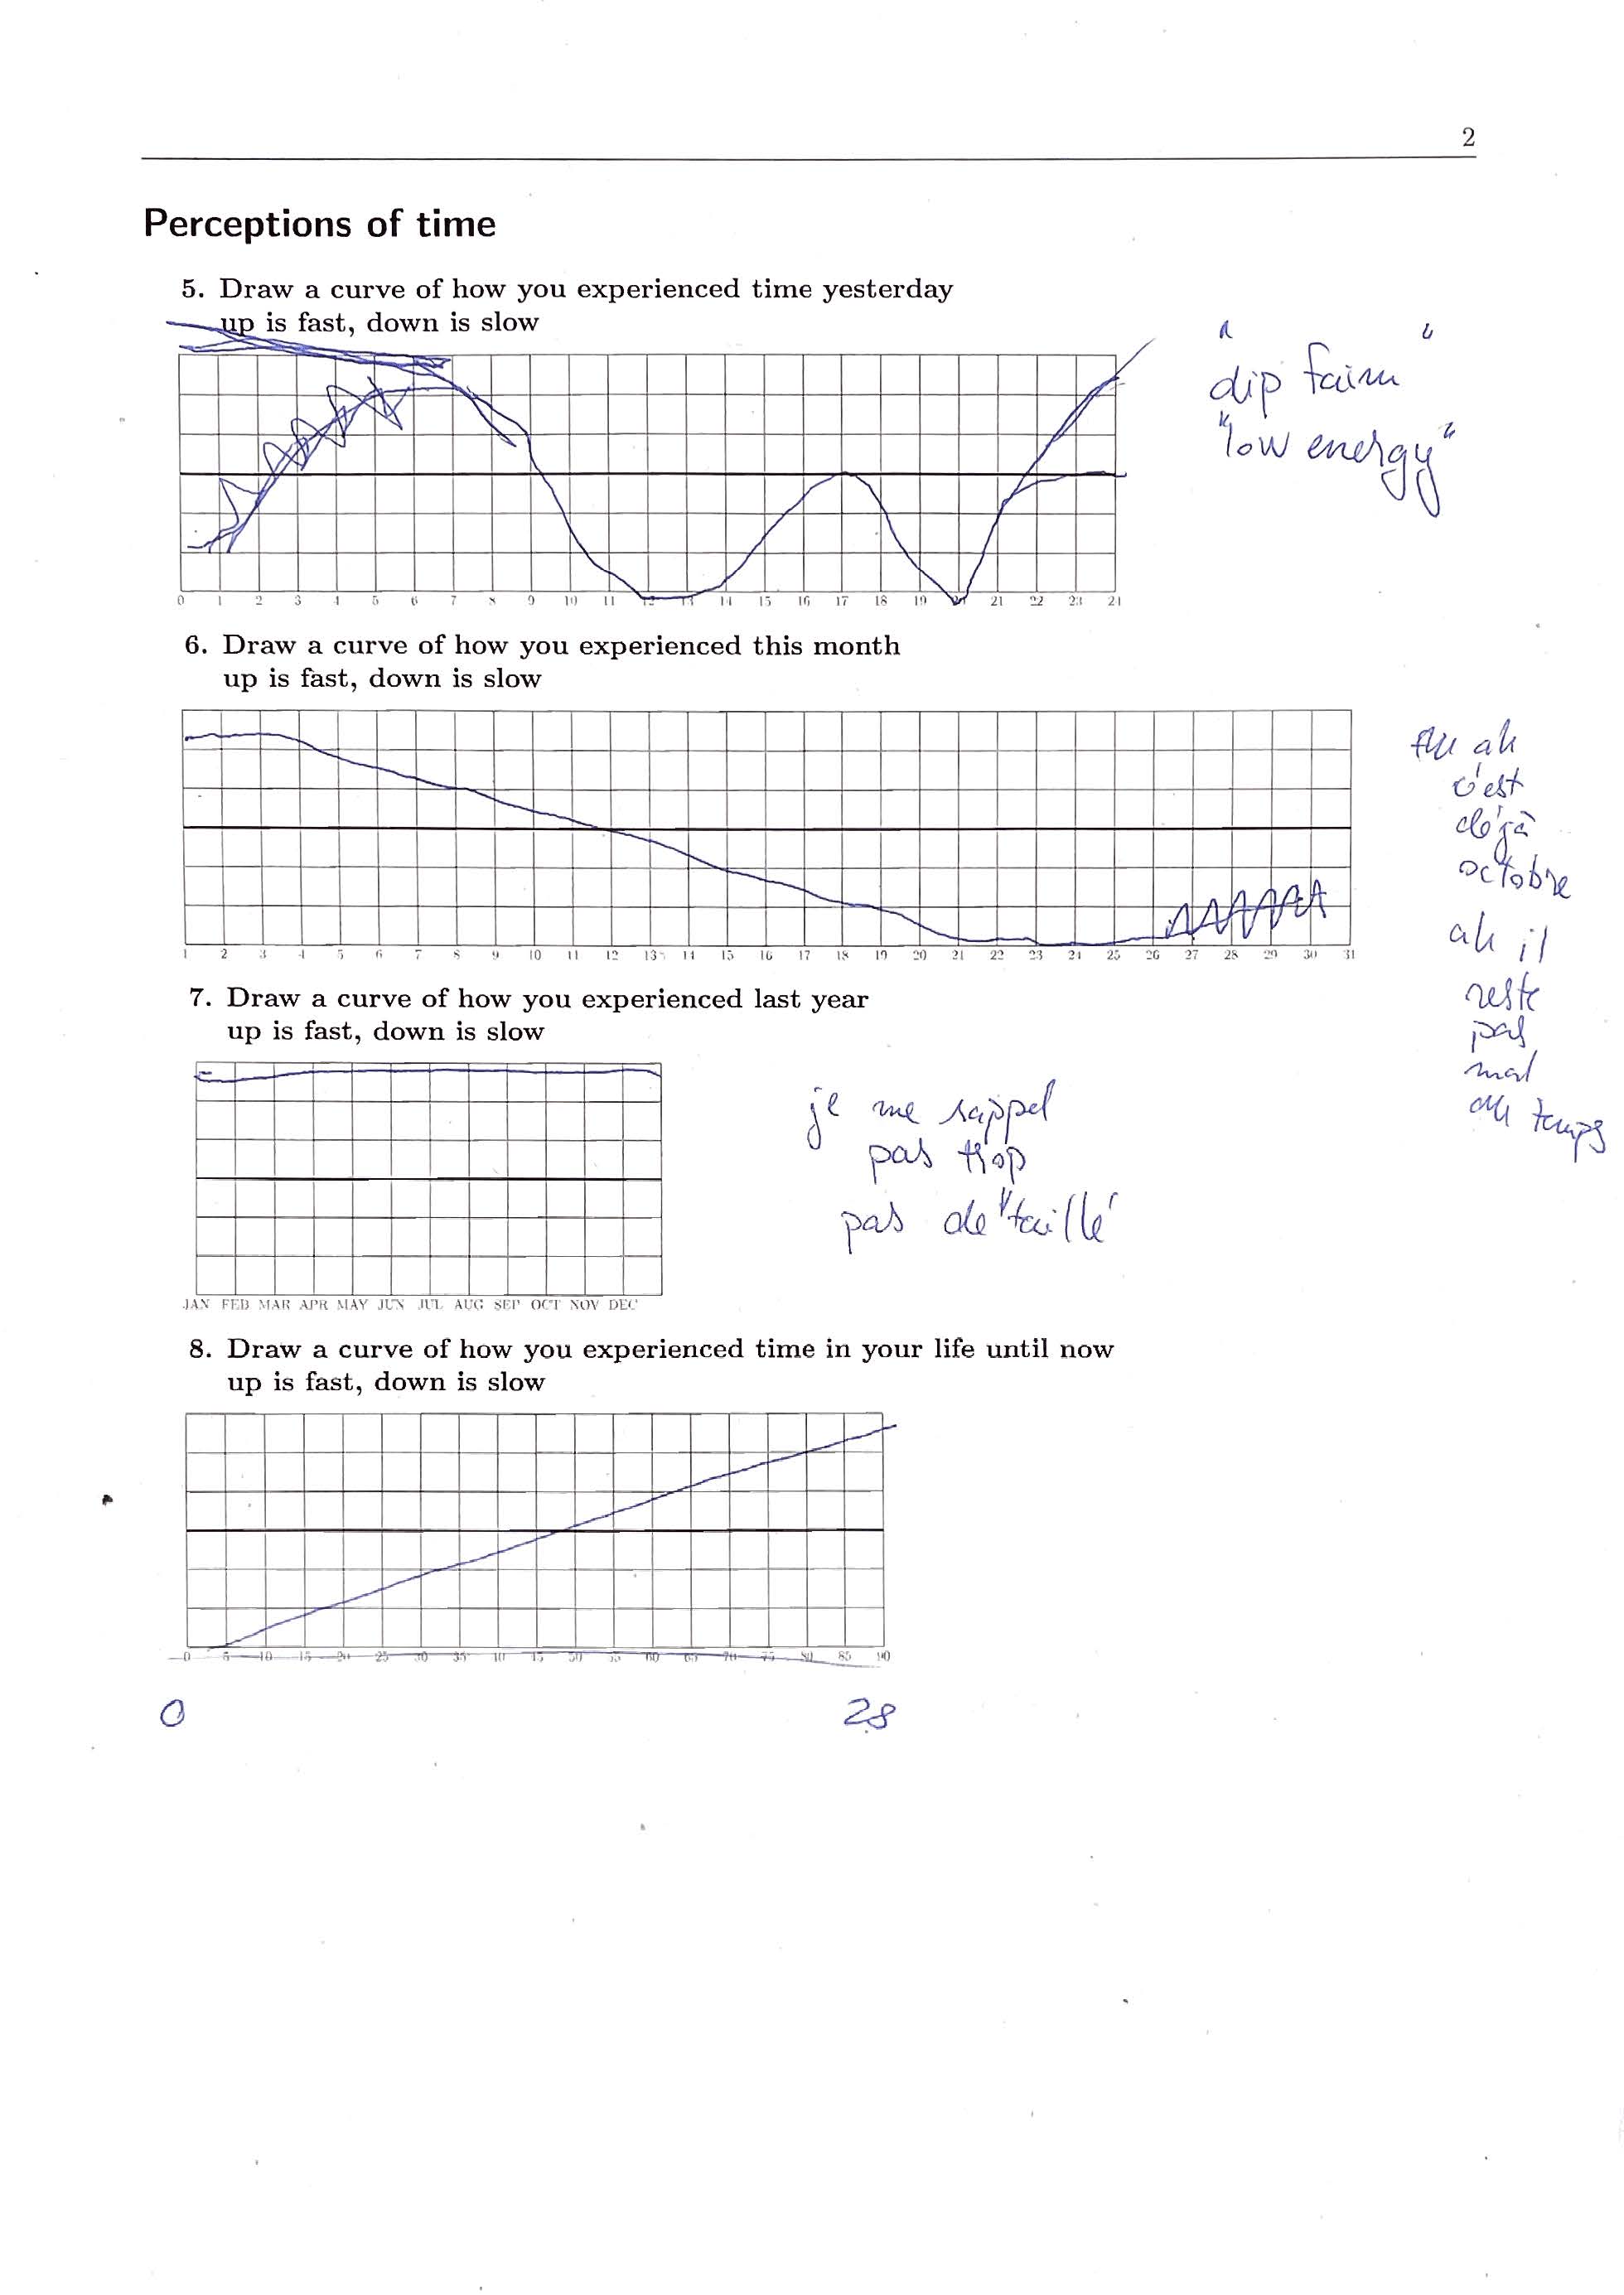 2
Perceptions of time
5. Draw a curve of how you experienced time yesterday
up is fast, down is slow
" "
dip faim
"low energy"
0 1 2 3 4 5 6 7 8 9 10 11 12 13 14 15 16 17 18 19 20 21 22 23 24
6. Draw a curve of how you experienced this month
up is fast, down is slow
ah
c'est
déjà
octobre
ah il
reste
pas
mal
du temps
1 2 3 4 5 6 7 8 9 10 11 12 13 14 15 16 17 18 19 20 21 22 23 24 25 26 27 28 29 30 31
7. Draw a curve of how you experienced last year
up is fast, down is slow
je me rappel
pas trop
pas de "taillé"
JAN FEB MAR APR MAY JUN JUL AUG SEP OCT NOV DEC
8. Draw a curve of how you experienced time in your life until now
up is fast, down is slow
0 5 10 15 20 25 30 35 40 45 50 55 60 65 70 75 80 85 90
0 28